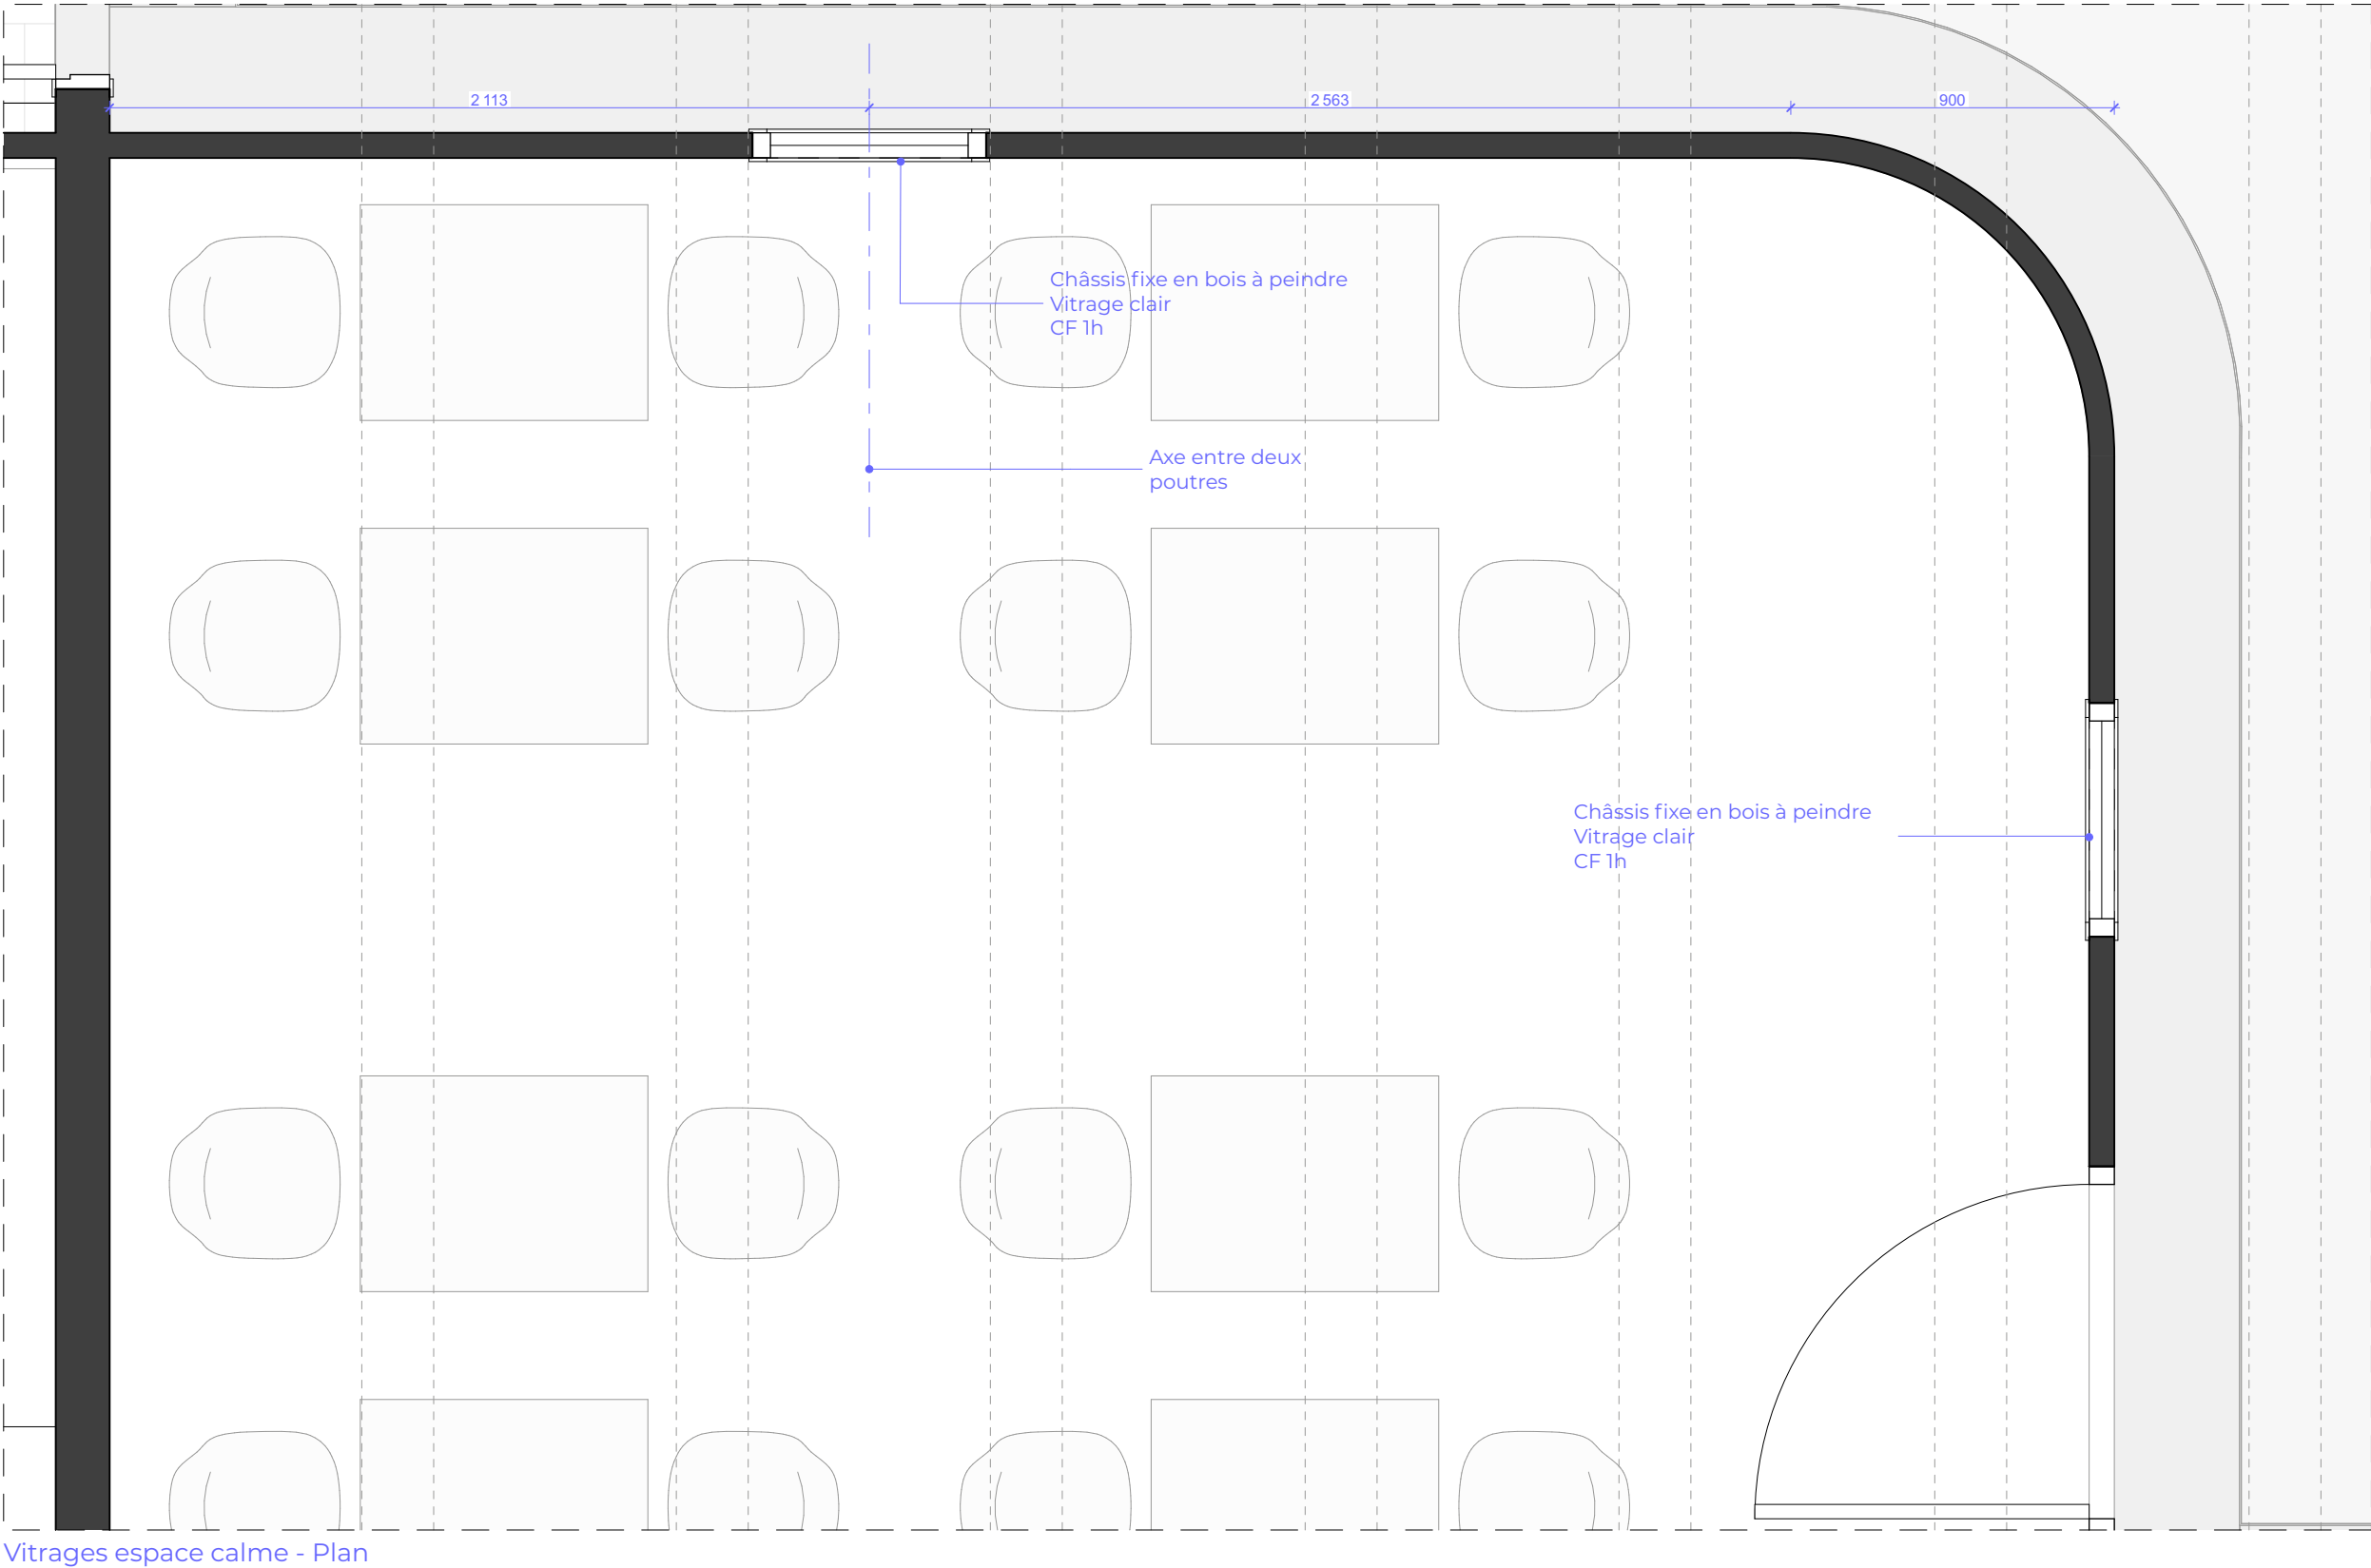 2 113
2 563
900
Châssis fixe en bois à peindre
Vitrage clair
CF 1h
Axe entre deux
poutres
Châssis fixe en bois à peindre
Vitrage clair
CF 1h
Vitrages espace calme - Plan